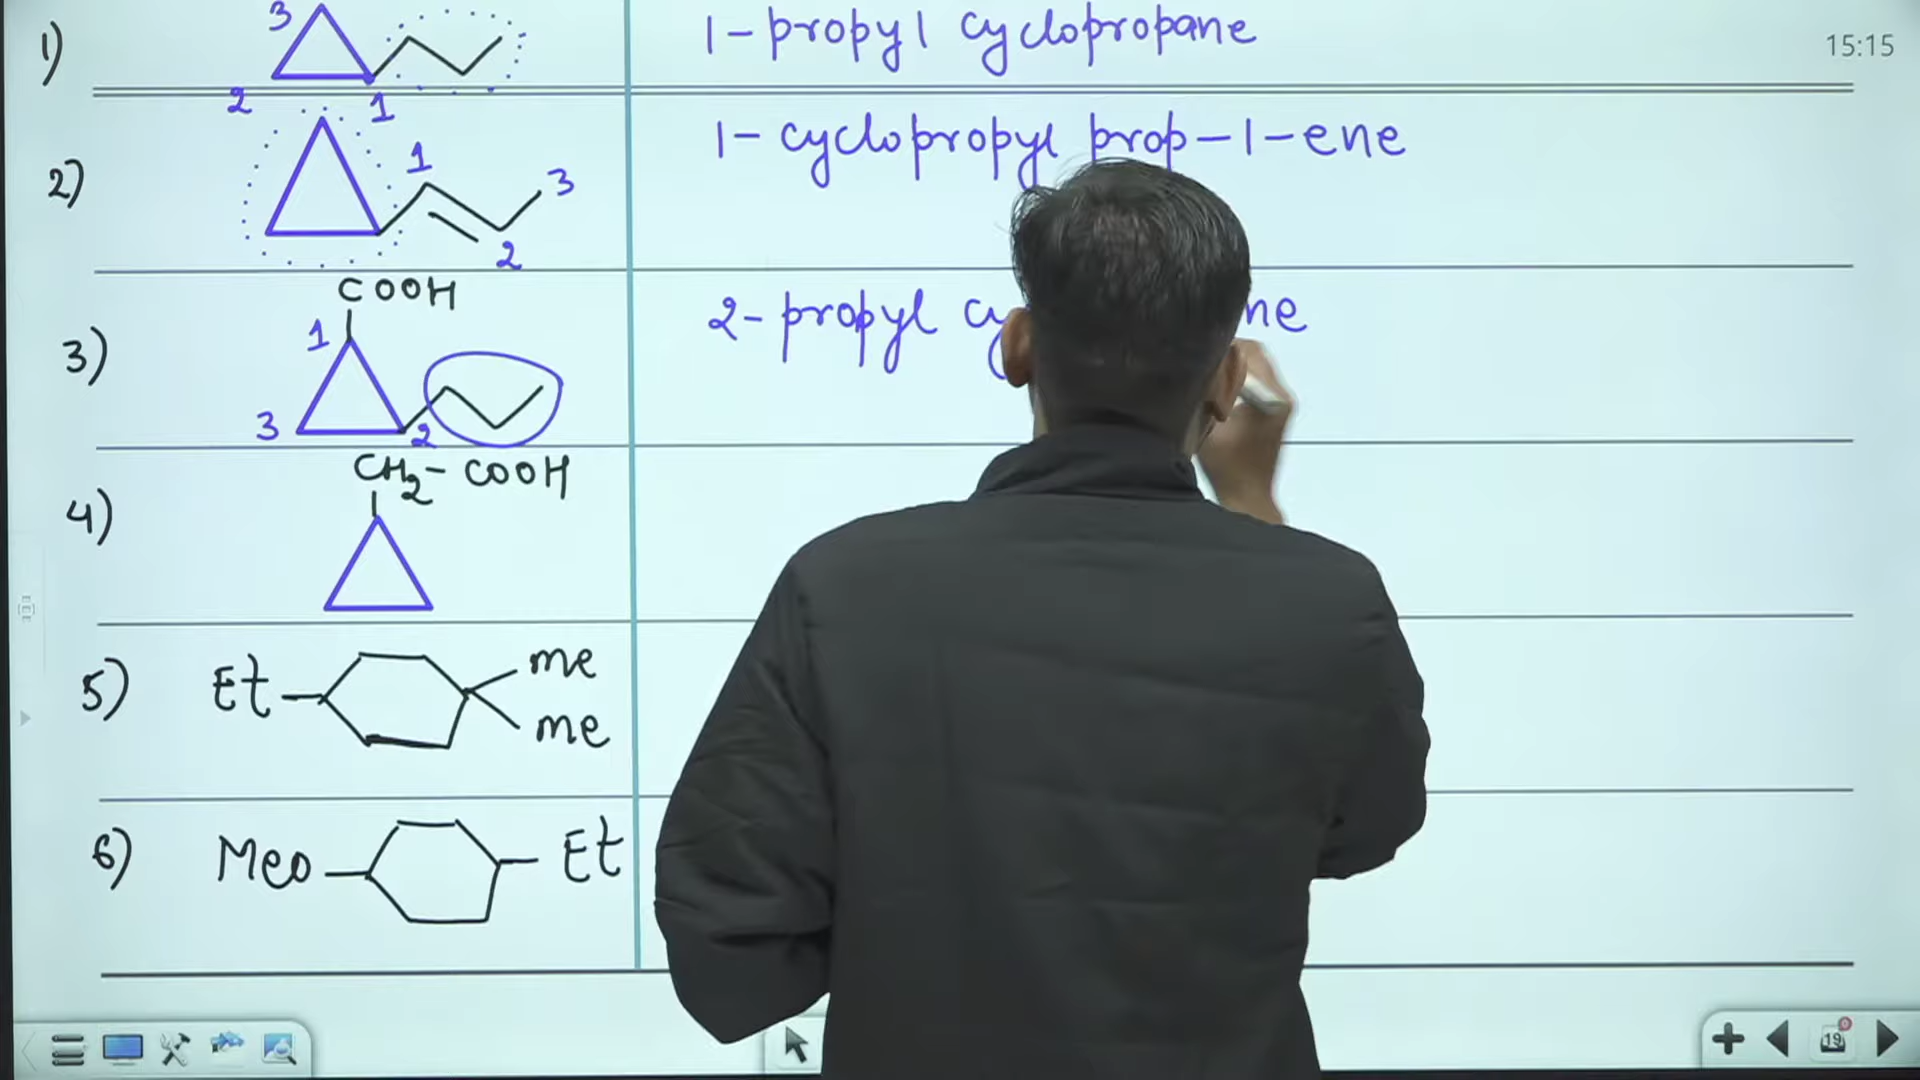 1) 3 1-propyl cyclopropane
15:15
2 1
2) 1 3 1-cyclopropyl prop-1-ene
2
COOH
3) 1 2-propyl
3 2
CH2-COOH
4)
5) Et me
me
6) MeO Et
19